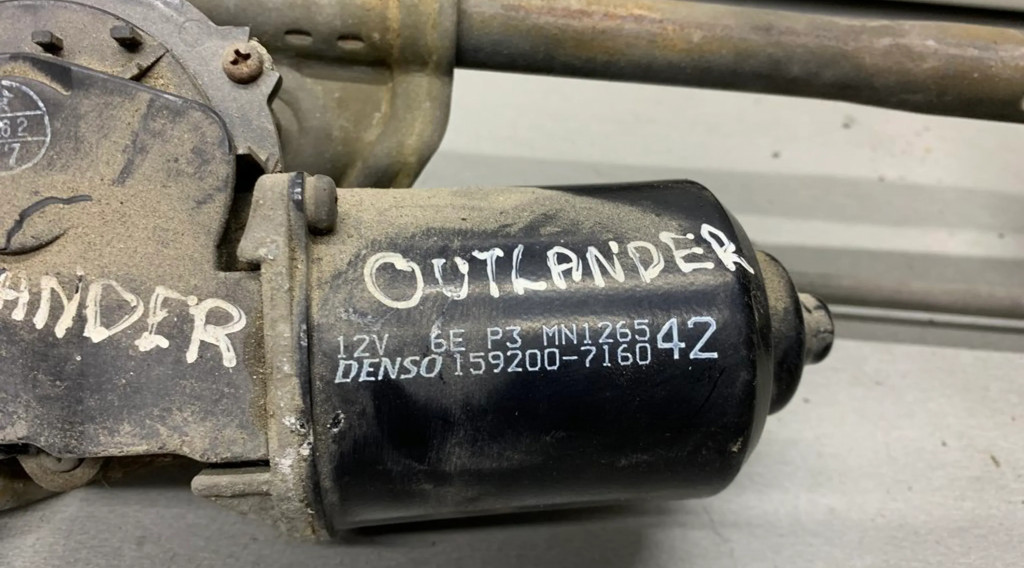 OUTLANDER
ANDER
12V 6E P3 MN126542
DENSO 159200-7160